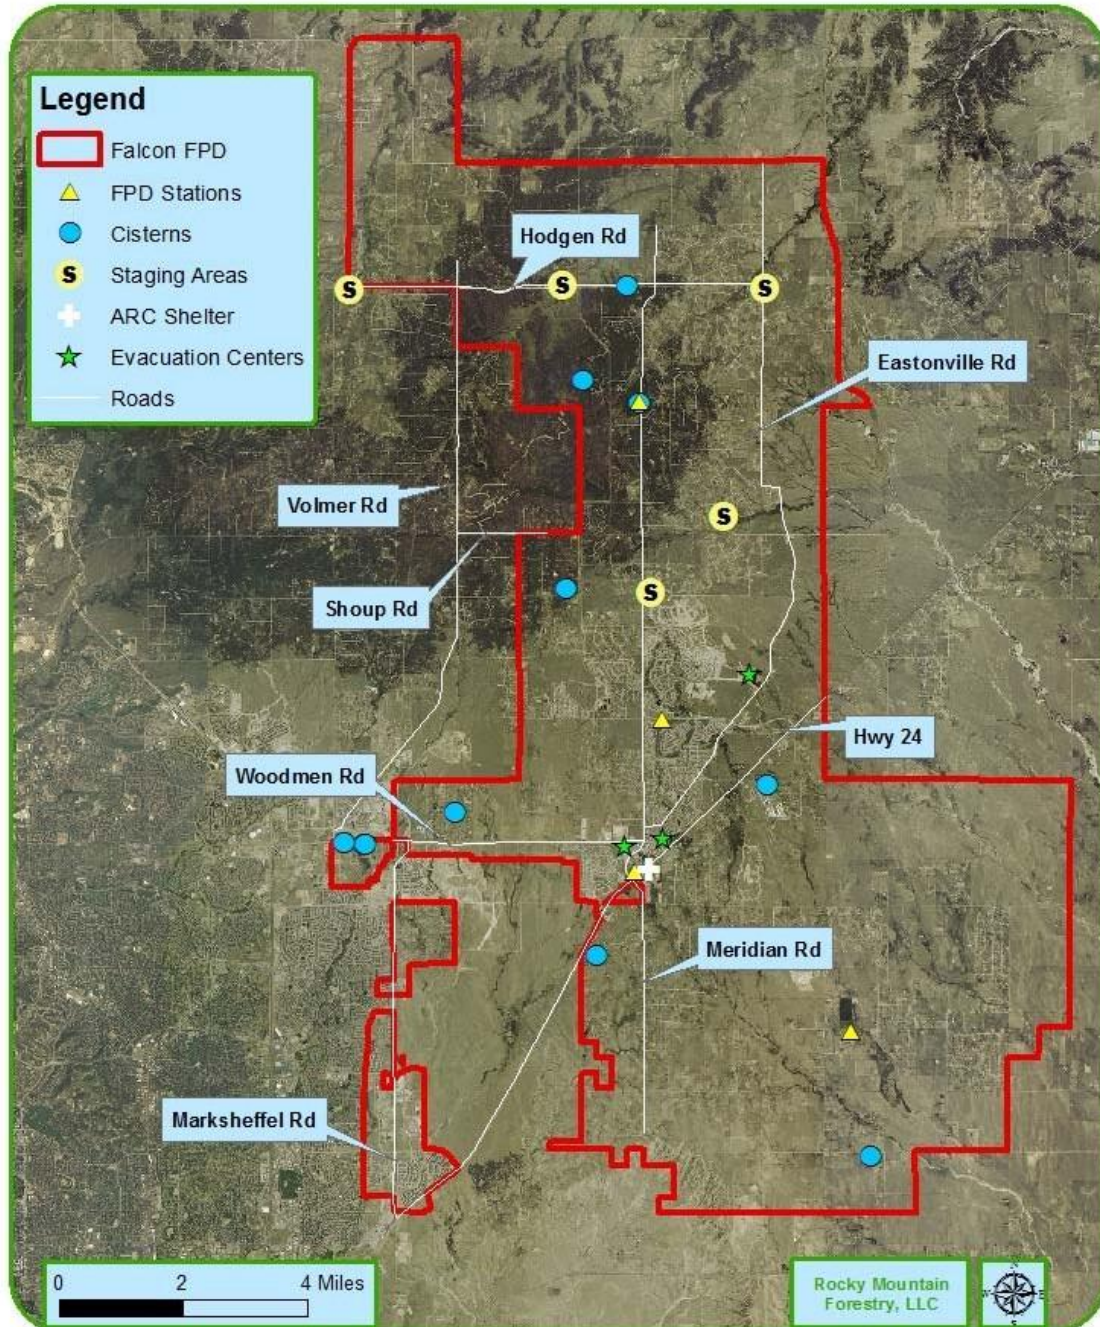 Legend
Falcon FPD
FPD Stations
Cisterns
S Staging Areas
ARC Shelter
Evacuation Centers
Roads
Hodgen Rd
S
S
S
Eastonville Rd
Volmer Rd
S
Shoup Rd
S
Hwy 24
Woodmen Rd
Meridian Rd
Marksheffel Rd
0 2 4 Miles
Rocky Mountain
Forestry, LLC
N
W E
S